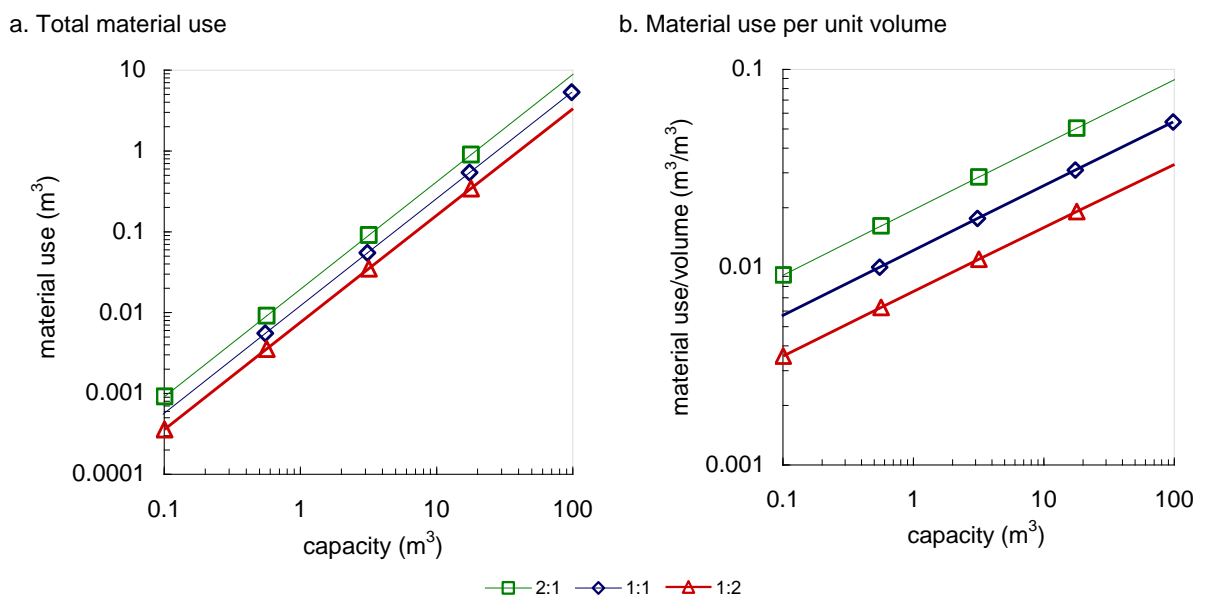 a. Total material use
10
1
0.1
0.01
0.001
0.0001
material use (m³)
0.1 1 10 100
capacity (m³)
b. Material use per unit volume
0.1
0.01
0.001
material use/volume (m³/m³)
0.1 1 10 100
capacity (m³)
2:1 1:1 1:2